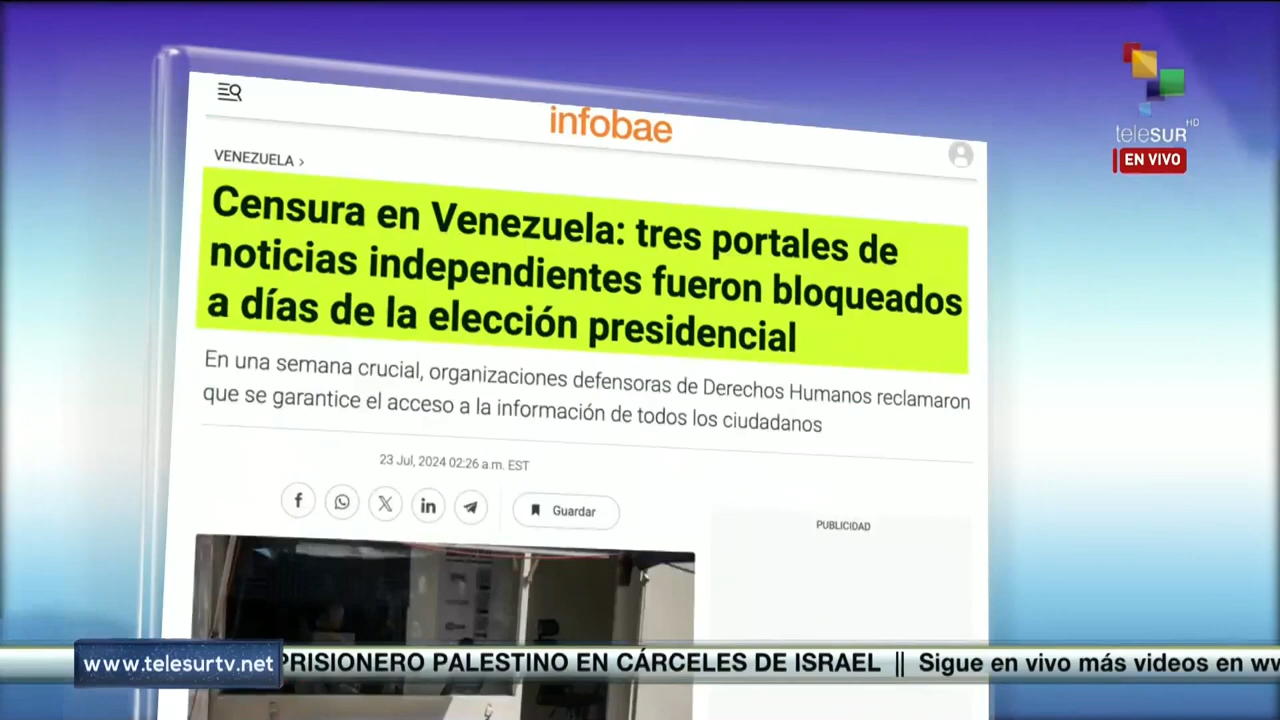 infobae
teleSUR HD
EN VIVO
VENEZUELA >
Censura en Venezuela: tres portales de
noticias independientes fueron bloqueados
a días de la elección presidencial
En una semana crucial, organizaciones defensoras de Derechos Humanos reclamaron
que se garantice el acceso a la información de todos los ciudadanos
23 Jul, 2024 02:26 a.m. EST
Guardar
PUBLICIDAD
www.telesurtv.net
PRISIONERO PALESTINO EN CÁRCELES DE ISRAEL || Sigue en vivo más videos en ww